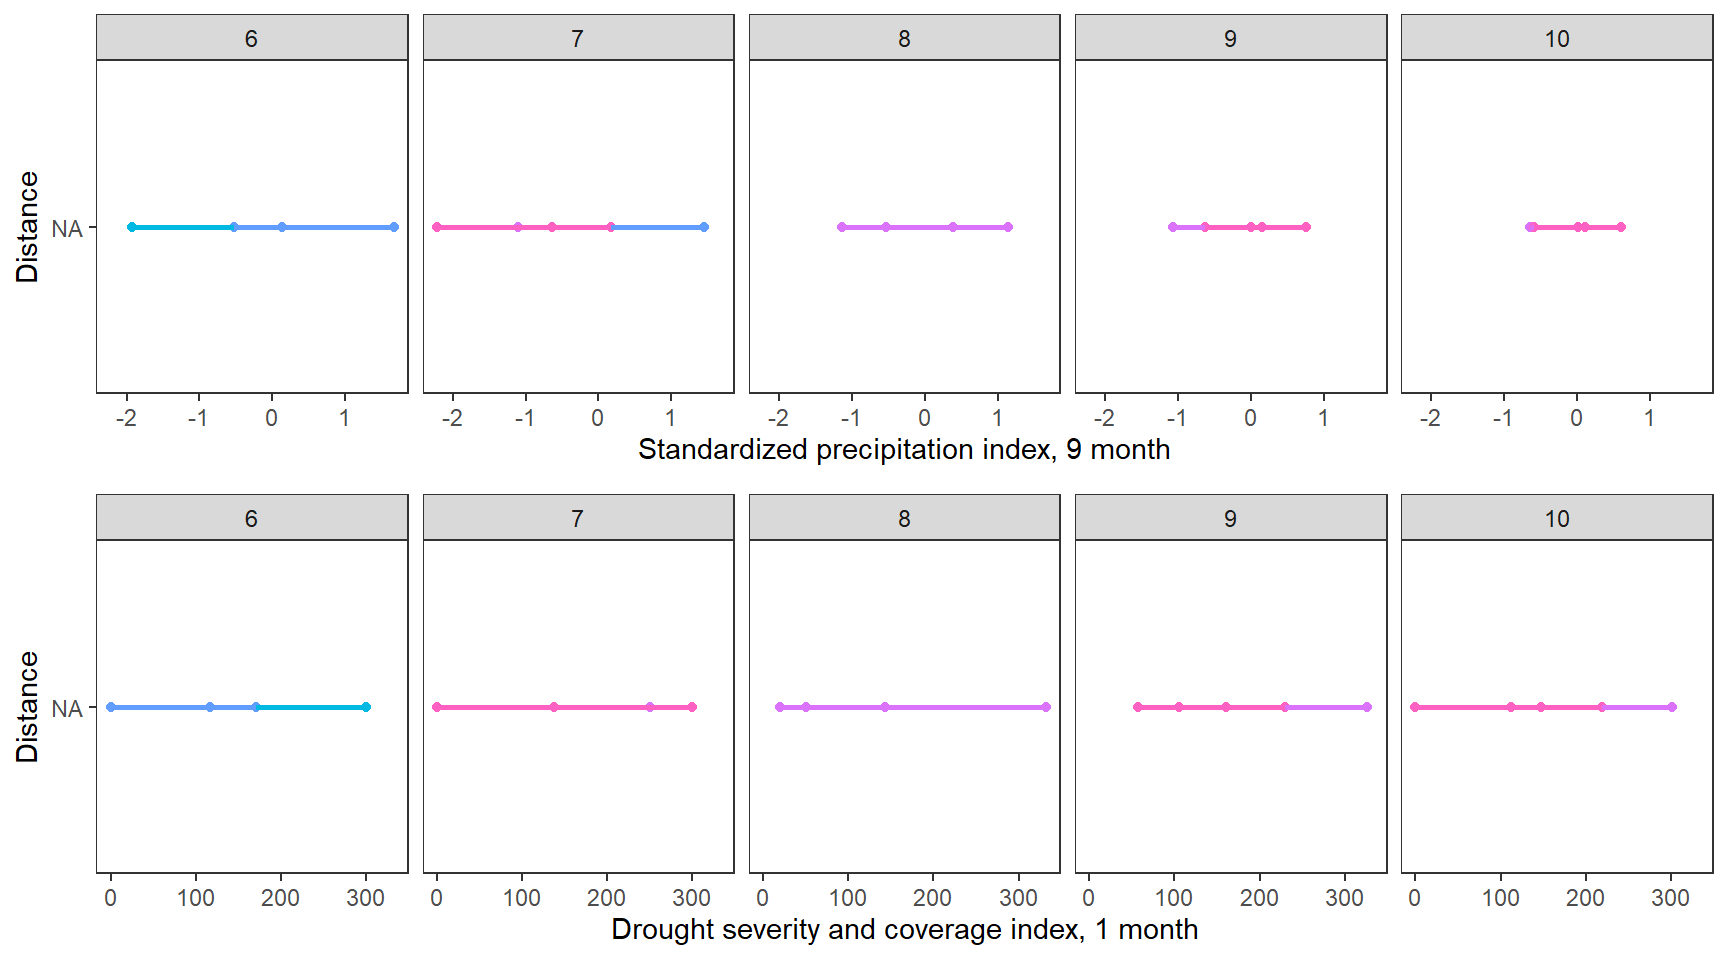 6 7 8 9 10
Distance
NA
-2 -1 0 1 -2 -1 0 1 -2 -1 0 1 -2 -1 0 1 -2 -1 0 1
Standardized precipitation index, 9 month
6 7 8 9 10
Distance
NA
0 100 200 300 0 100 200 300 0 100 200 300 0 100 200 300 0 100 200 300
Drought severity and coverage index, 1 month